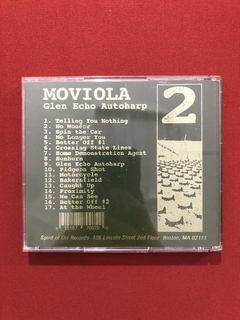 MOVIOLA
Glen Echo Autoharp
2
1. Telling You Nothing
2. No Wonder
3. Spin the Car
4. No Longer You
5. Better Off #1
6. Crossing State Lines
7. Home Demonstration Agent
8. Sunburn
9. Glen Echo Autoharp
10. Pidgeon Shot
11. Motorcycle
12. Bakersfield
13. Caught Up
14. Proximity
15. We Can See
16. Better Off #2
17. At the Wheel
Spirit of Orr Records 186 Lincoln Street 2nd Floor Boston, MA 02111